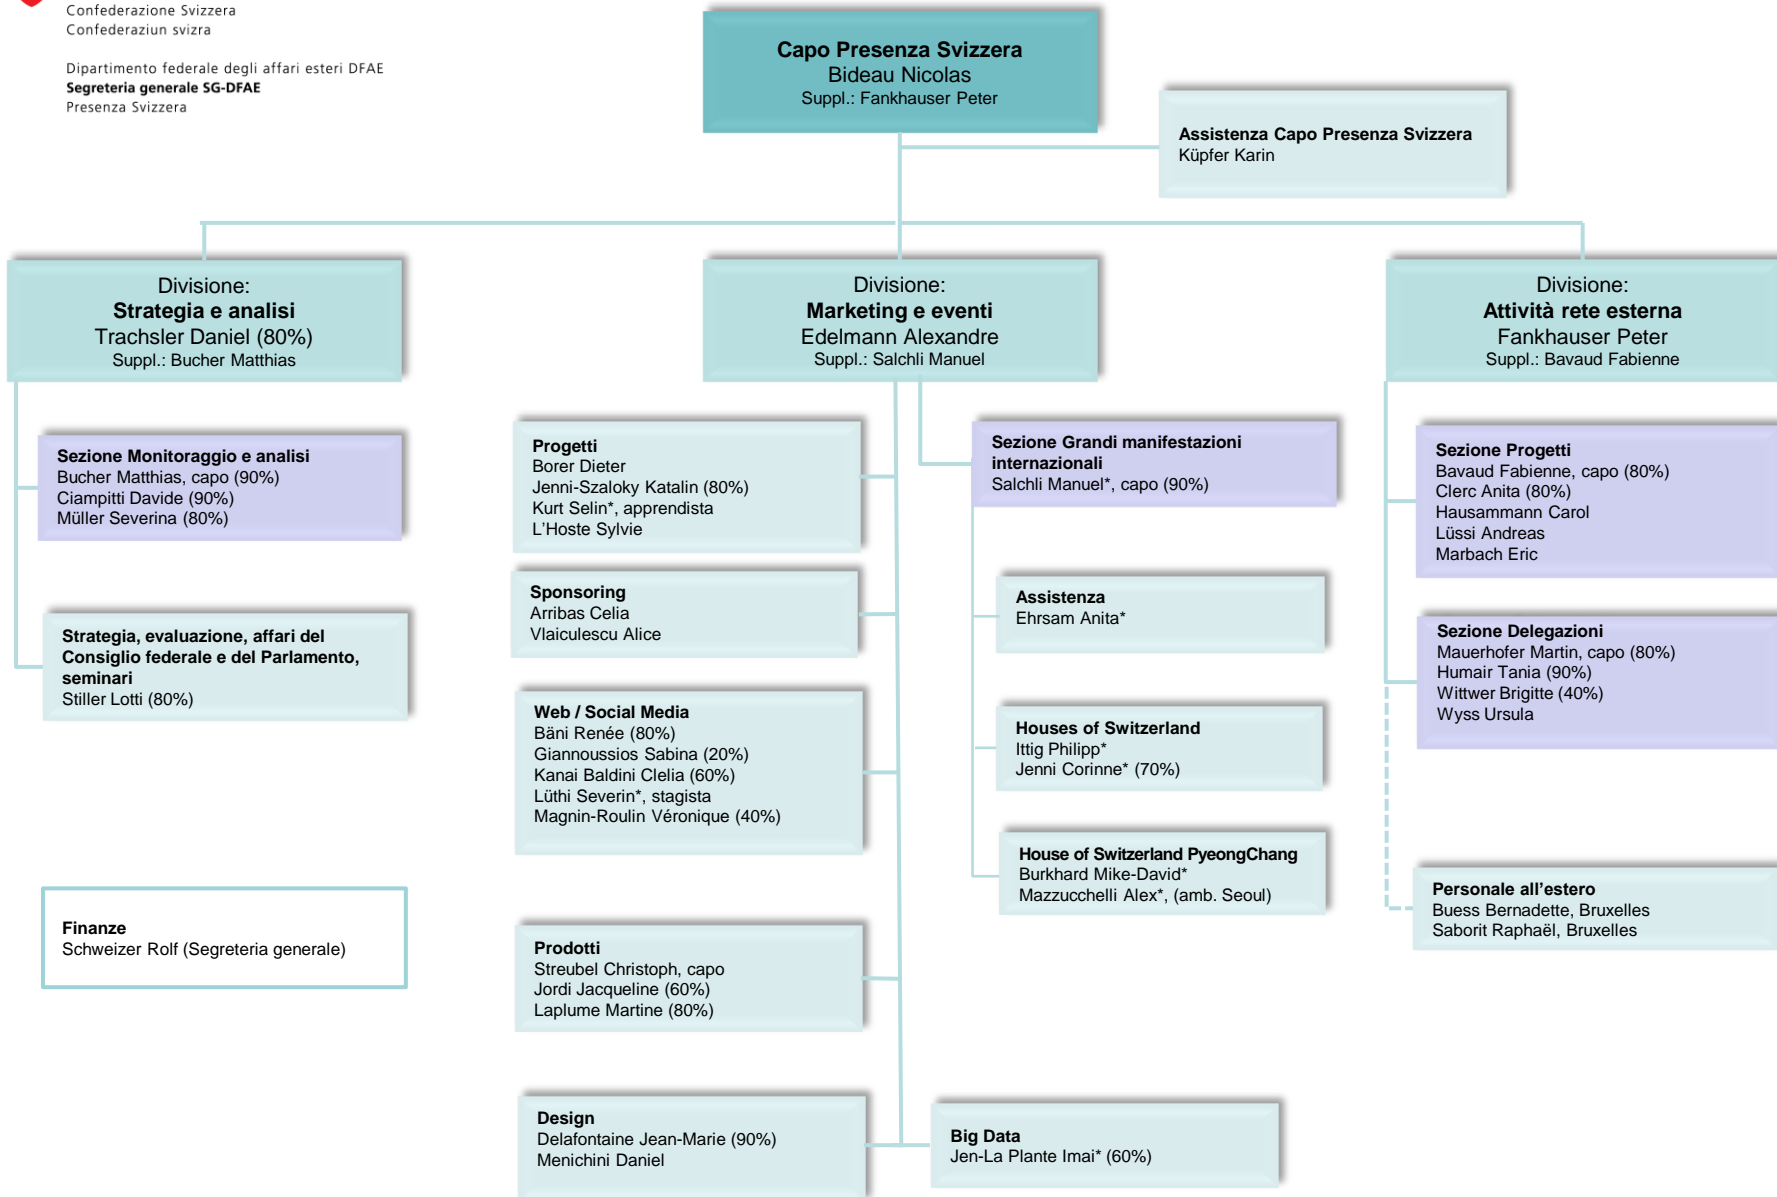 Confederazione Svizzera
Confederaziun svizra
Dipartimento federale degli affari esteri DFAE
Segreteria generale SG-DFAE
Presenza Svizzera
Capo Presenza Svizzera
Bideau Nicolas
Suppl.: Fankhauser Peter
Assistenza Capo Presenza Svizzera
Küpfer Karin
Divisione:
Strategia e analisi
Trachsler Daniel (80%)
Suppl.: Bucher Matthias
Divisione:
Marketing e eventi
Edelmann Alexandre
Suppl.: Salchli Manuel
Divisione:
Attività rete esterna
Fankhauser Peter
Suppl.: Bavaud Fabienne
Sezione Monitoraggio e analisi
Bucher Matthias, capo (90%)
Ciampitti Davide (90%)
Müller Severina (80%)
Strategia, evaluazione, affari del
Consiglio federale e del Parlamento,
seminari
Stiller Lotti (80%)
Finanze
Schweizer Rolf (Segreteria generale)
Progetti
Borer Dieter
Jenni-Szaloky Katalin (80%)
Kurt Selin*, apprendista
L’Hoste Sylvie
Sponsoring
Arribas Celia
Vlaiculescu Alice
Web / Social Media
Bäni Renée (80%)
Giannoussios Sabina (20%)
Kanai Baldini Clelia (60%)
Lüthi Severin*, stagista
Magnin-Roulin Véronique (40%)
Prodotti
Streubel Christoph, capo
Jordi Jacqueline (60%)
Laplume Martine (80%)
Design
Delafontaine Jean-Marie (90%)
Menichini Daniel
Sezione Grandi manifestazioni
internazionali
Salchli Manuel*, capo (90%)
Assistenza
Ehrsam Anita*
Houses of Switzerland
Ittig Philipp*
Jenni Corinne* (70%)
House of Switzerland PyeongChang
Burkhard Mike-David*
Mazzucchelli Alex*, (amb. Seoul)
Big Data
Jen-La Plante Imai* (60%)
Sezione Progetti
Bavaud Fabienne, capo (80%)
Clerc Anita (80%)
Hausammann Carol
Lüssi Andreas
Marbach Eric
Sezione Delegazioni
Mauerhofer Martin, capo (80%)
Humair Tania (90%)
Wittwer Brigitte (40%)
Wyss Ursula
Personale all’estero
Buess Bernadette, Bruxelles
Saborit Raphaël, Bruxelles